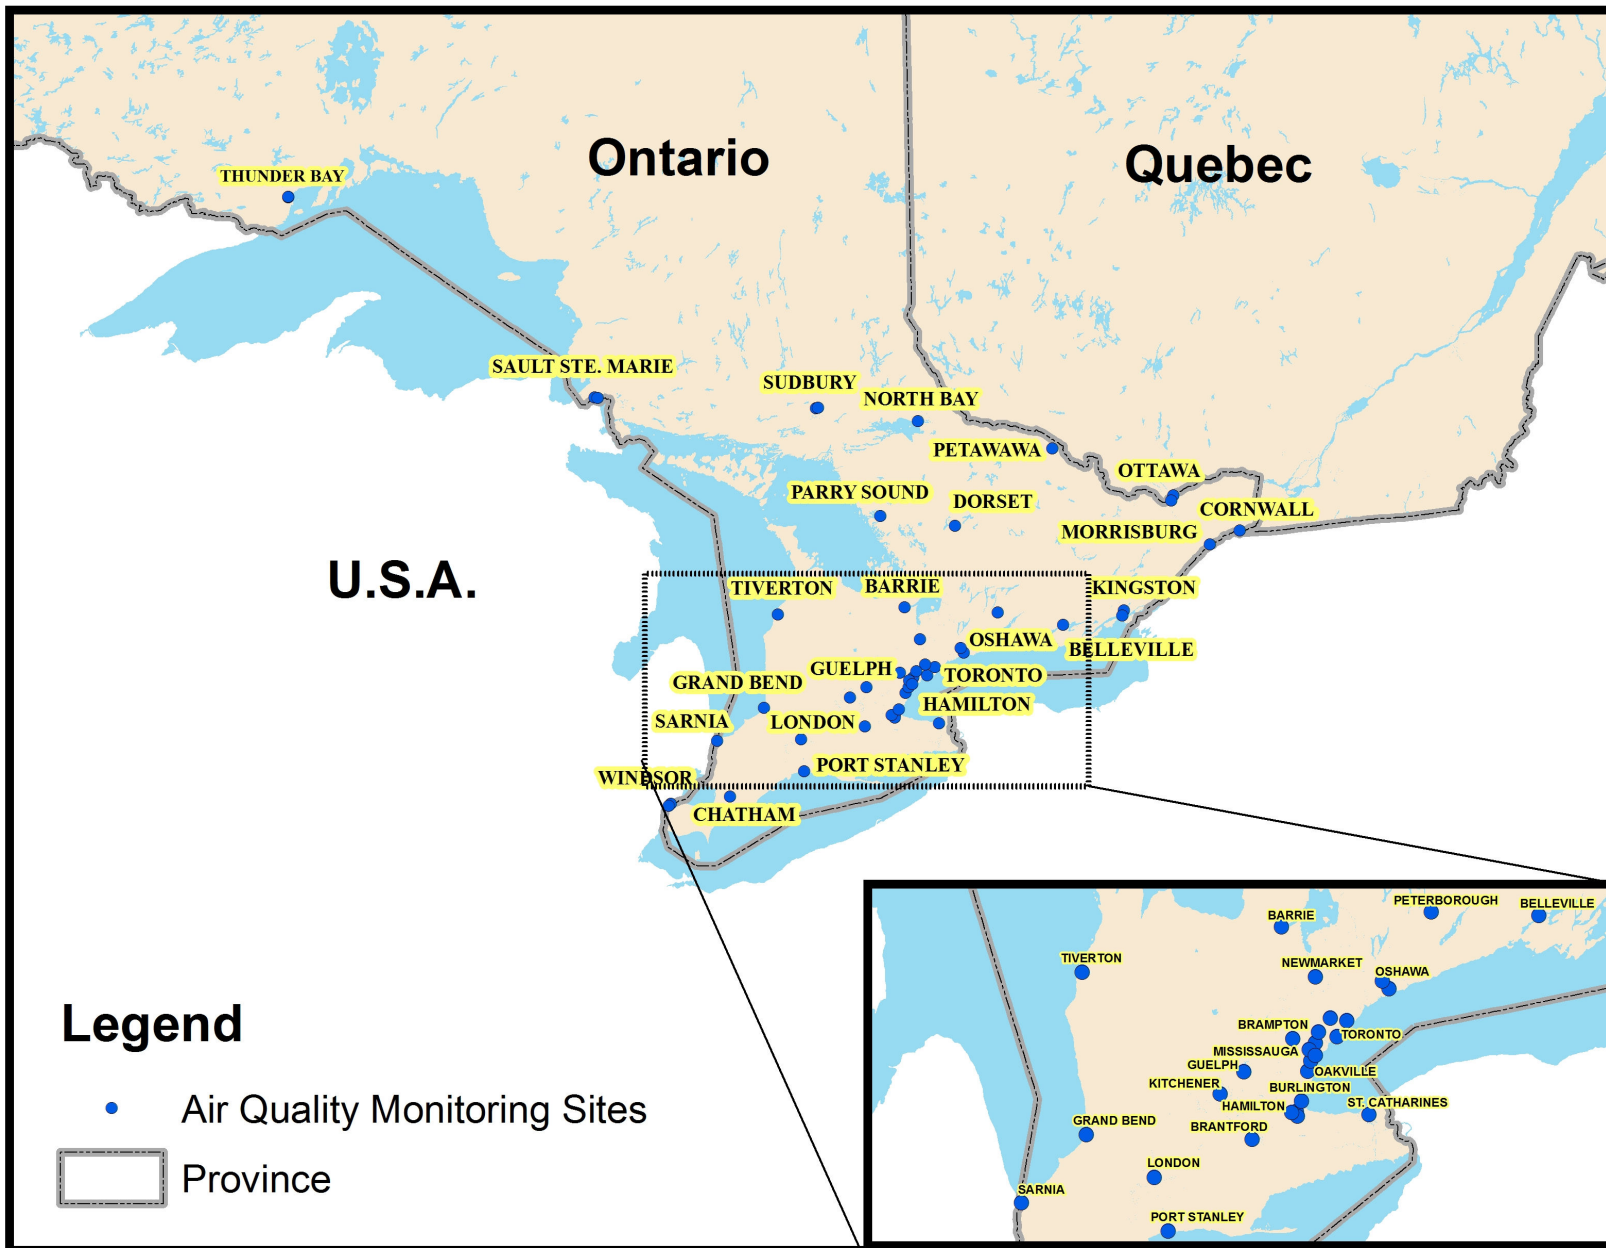 Ontario
Quebec
THUNDER BAY
SAULT STE. MARIE
SUDBURY
NORTH BAY
PETAWAWA
OTTAWA
PARRY SOUND
DORSET
CORNWALL
MORRISBURG
U.S.A.
TIVERTON
BARRIE
KINGSTON
OSHAWA
BELLEVILLE
GUELPH
TORONTO
GRAND BEND
HAMILTON
SARNIA
LONDON
PORT STANLEY
WINDSOR
CHATHAM
Legend
Air Quality Monitoring Sites
Province
PETERBOROUGH
BELLEVILLE
BARRIE
TIVERTON
NEWMARKET
OSHAWA
BRAMPTON
TORONTO
MISSISSAUGA
GUELPH
OAKVILLE
KITCHENER
BURLINGTON
HAMILTON
ST. CATHARINES
GRAND BEND
BRANTFORD
LONDON
SARNIA
PORT STANLEY